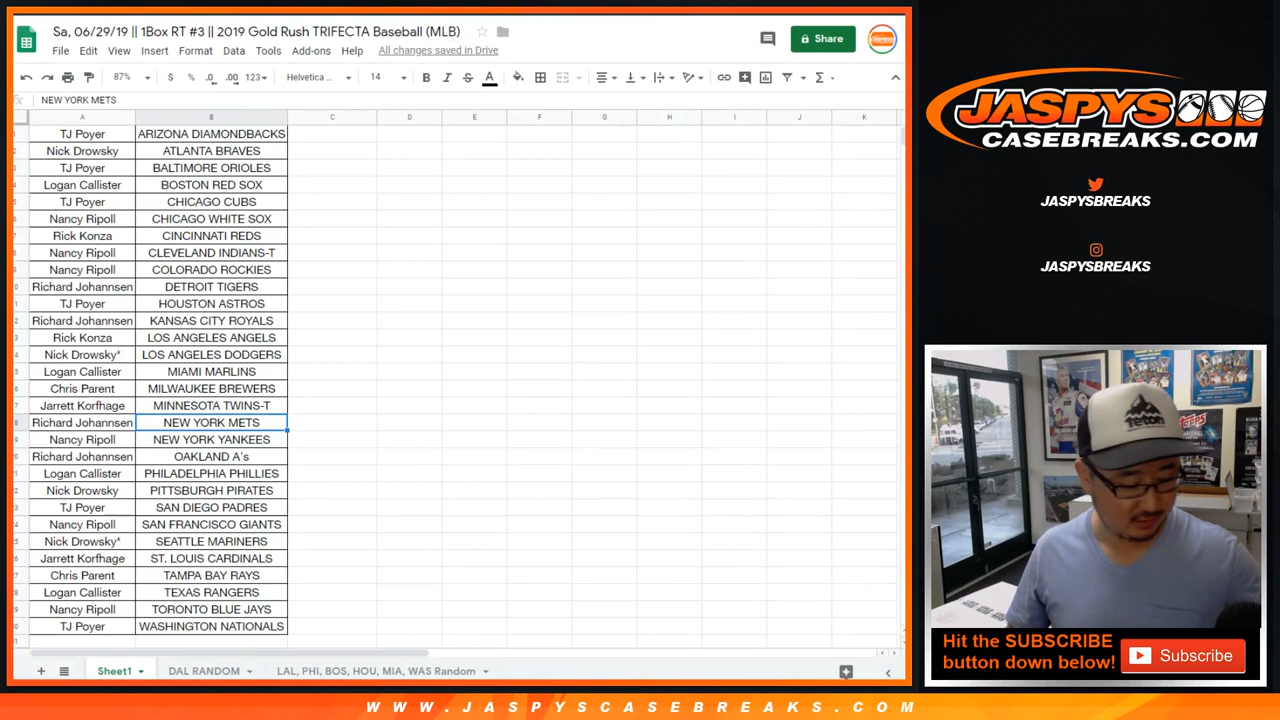 Sa, 06/29/19 || 1Box RT #3 || 2019 Gold Rush TRIFECTA Baseball (MLB)
File Edit View Insert Format Data Tools Add-ons Help All changes saved in Drive
Share
87% $ % .0 .00 123 Helvetica ... 14 B I S A
fx NEW YORK METS
A B C D E F G H I J K
TJ Poyer ARIZONA DIAMONDBACKS
Nick Drowsky ATLANTA BRAVES
TJ Poyer BALTIMORE ORIOLES
Logan Callister BOSTON RED SOX
TJ Poyer CHICAGO CUBS
Nancy Ripoll CHICAGO WHITE SOX
Rick Konza CINCINNATI REDS
Nancy Ripoll CLEVELAND INDIANS-T
Nancy Ripoll COLORADO ROCKIES
Richard Johannsen DETROIT TIGERS
TJ Poyer HOUSTON ASTROS
Richard Johannsen KANSAS CITY ROYALS
Rick Konza LOS ANGELES ANGELS
Nick Drowsky* LOS ANGELES DODGERS
Logan Callister MIAMI MARLINS
Chris Parent MILWAUKEE BREWERS
Jarrett Korfhage MINNESOTA TWINS-T
Richard Johannsen NEW YORK METS
Nancy Ripoll NEW YORK YANKEES
Richard Johannsen OAKLAND A's
Logan Callister PHILADELPHIA PHILLIES
Nick Drowsky PITTSBURGH PIRATES
TJ Poyer SAN DIEGO PADRES
Nancy Ripoll SAN FRANCISCO GIANTS
Nick Drowsky* SEATTLE MARINERS
Jarrett Korfhage ST. LOUIS CARDINALS
Chris Parent TAMPA BAY RAYS
Logan Callister TEXAS RANGERS
Nancy Ripoll TORONTO BLUE JAYS
TJ Poyer WASHINGTON NATIONALS
Sheet1 DAL RANDOM LAL, PHI, BOS, HOU, MIA, WAS Random
JASPYS
CASEBREAKS.COM
JASPYSBREAKS
JASPYSBREAKS
TETON
topps
Hit the SUBSCRIBE
button down below!
Subscribe
WWW.JASPYSCASEBREAKS.COM